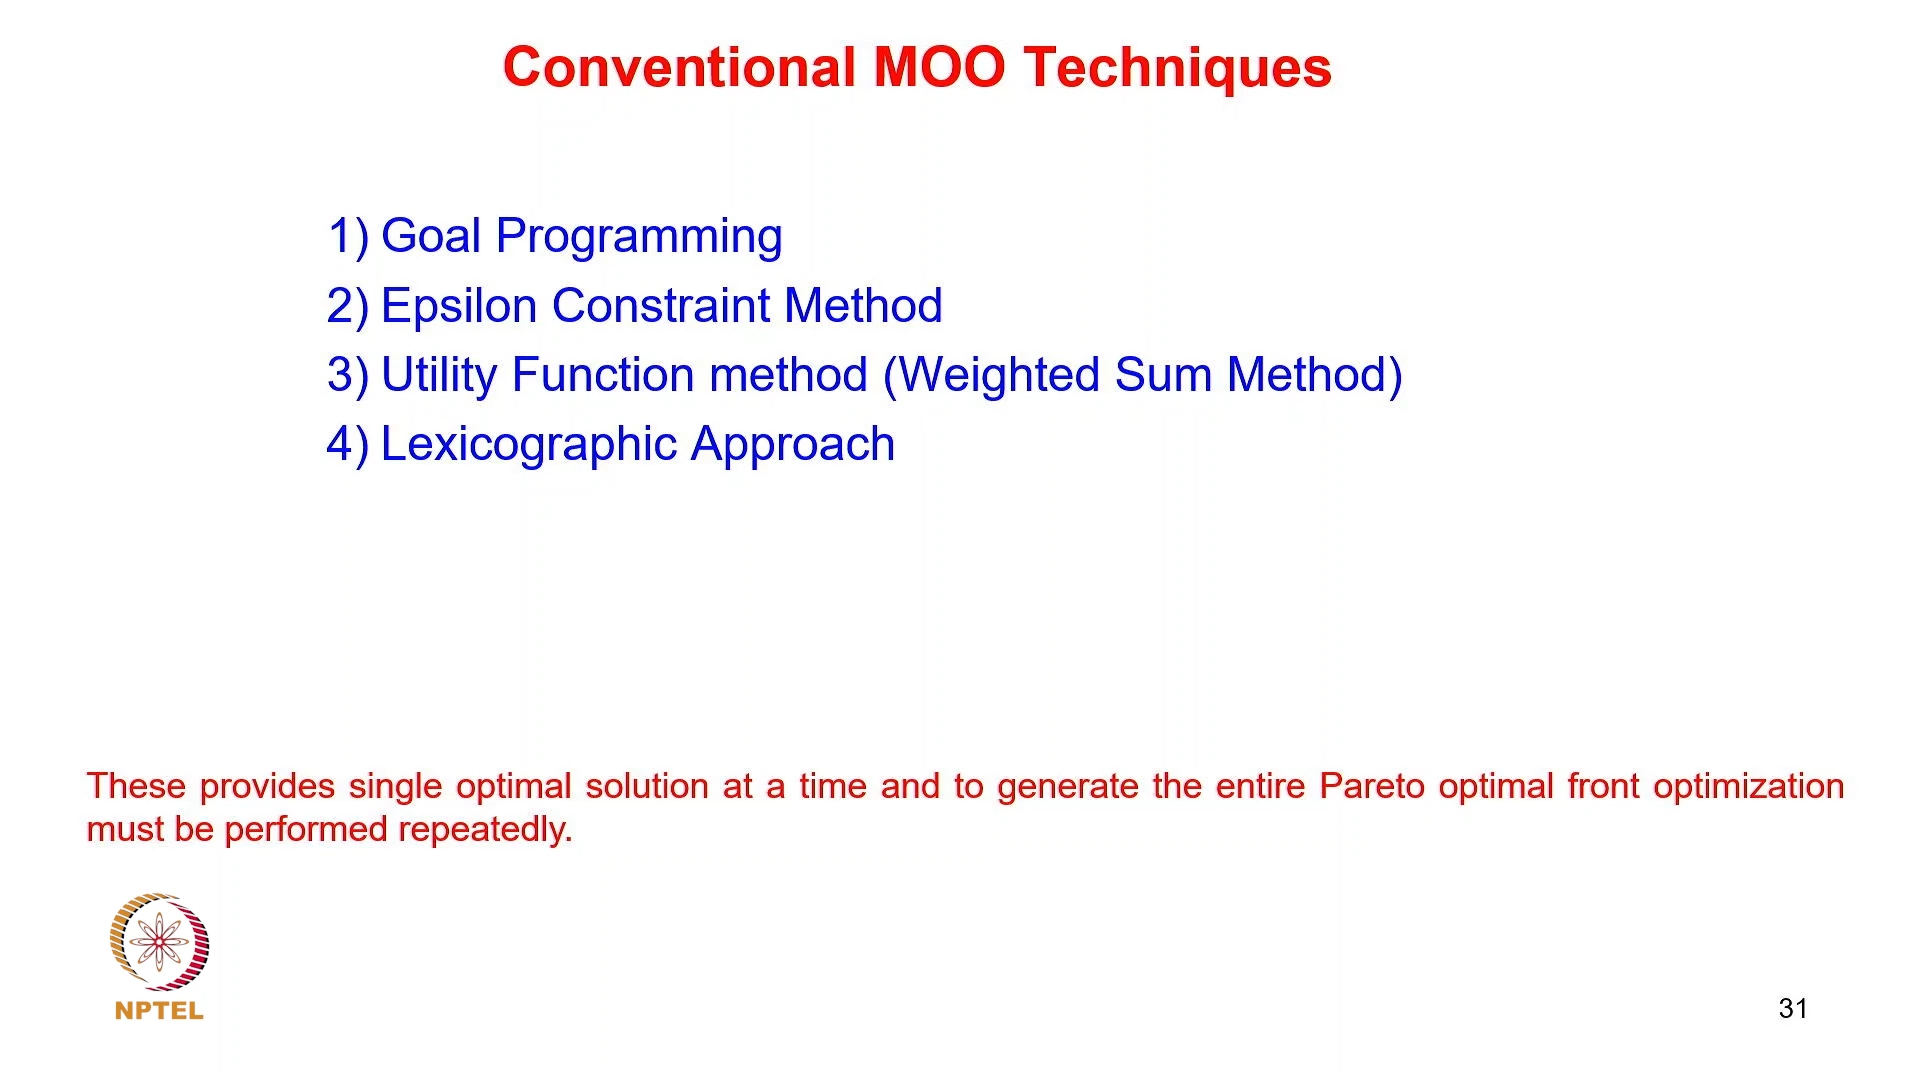 Conventional MOO Techniques
1) Goal Programming
2) Epsilon Constraint Method
3) Utility Function method (Weighted Sum Method)
4) Lexicographic Approach
These provides single optimal solution at a time and to generate the entire Pareto optimal front optimization
must be performed repeatedly.
NPTEL
31